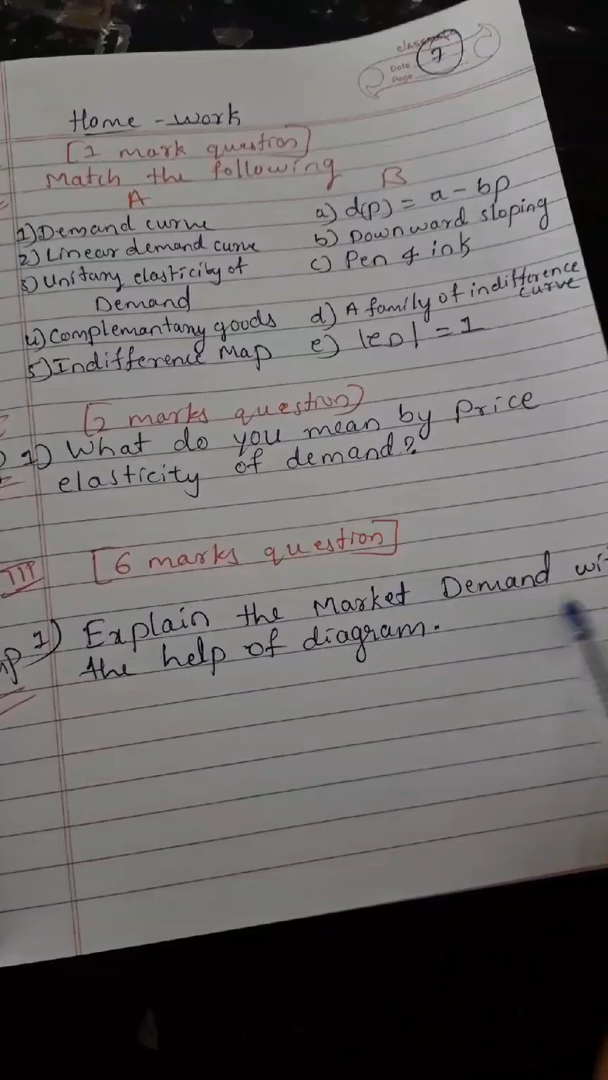 Date
Page
7
Home - work
[1 mark question]
Match the following
A B
1) Demand curve a) d(p) = a - bp
2) Linear demand curve b) Downward sloping
3) Unitary elasticity of c) Pen & ink
Demand
4) Complemantary goods d) A family of indifference curve
5) Indifference Map e) |eD| = 1
[2 marks question]
1) What do you mean by Price
elasticity of demand?
III [6 marks question]
1) Explain the Market Demand
the help of diagram.